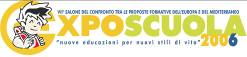 VII° SALONE DEL CONFRONTO TRA LE PROPOSTE FORMATIVE DELL'EUROPA E DEL MEDITERRANEO
EXPOSCUOLA
"nuove educazioni per nuovi stili di vita" 2006